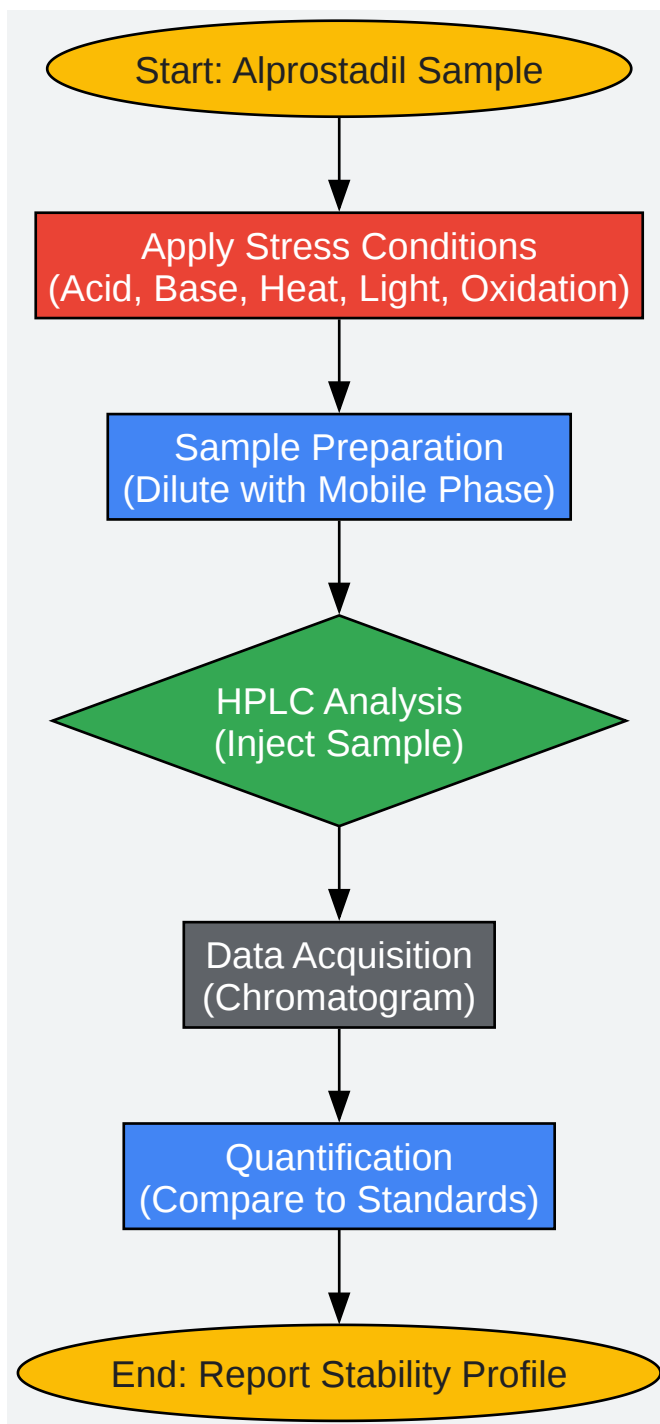 Start: Alprostadil Sample
Apply Stress Conditions
(Acid, Base, Heat, Light, Oxidation)
Sample Preparation
(Dilute with Mobile Phase)
HPLC Analysis
(Inject Sample)
Data Acquisition
(Chromatogram)
Quantification
(Compare to Standards)
End: Report Stability Profile